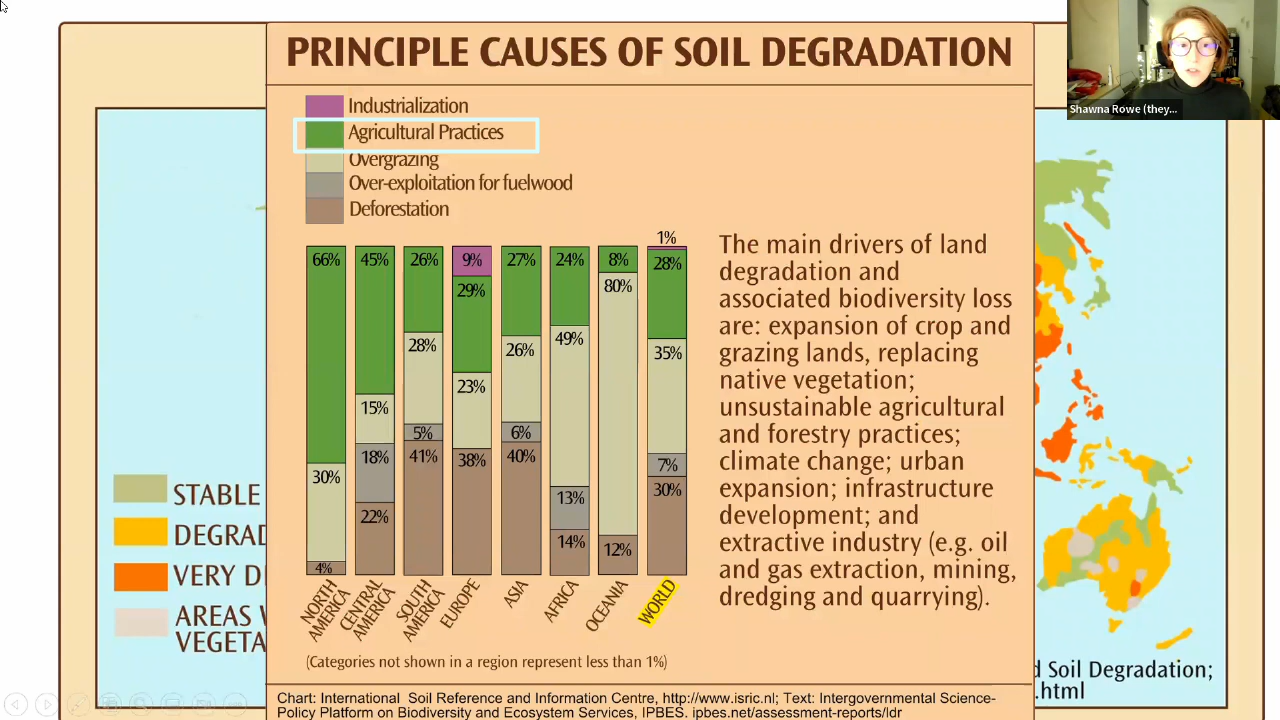 PRINCIPLE CAUSES OF SOIL DEGRADATION
Shawna Rowe (they...
Industrialization
Agricultural Practices
Overgrazing
Over-exploitation for fuelwood
Deforestation
1%
66% 45% 26% 9% 27% 24% 8% 28%
29% 80%
28% 26% 49% 35%
30% 15% 23%
18% 5% 6% 7%
41% 38% 40% 13% 30%
22% 14% 12%
4%
NORTH AMERICA
CENTRAL AMERICA
SOUTH AMERICA
EUROPE
ASIA
AFRICA
OCEANIA
WORLD
(Categories not shown in a region represent less than 1%)
The main drivers of land
degradation and
associated biodiversity loss
are: expansion of crop and
grazing lands, replacing
native vegetation;
unsustainable agricultural
and forestry practices;
climate change; urban
expansion; infrastructure
development; and
extractive industry (e.g. oil
and gas extraction, mining,
dredging and quarrying).
STABLE
DEGRAD
VERY D
AREAS
VEGETA
d Soil Degradation;
.html
Chart: International Soil Reference and Information Centre, http://www.isric.nl; Text: Intergovernmental Science-
Policy Platform on Biodiversity and Ecosystem Services, IPBES. ipbes.net/assessment-reports/ldr